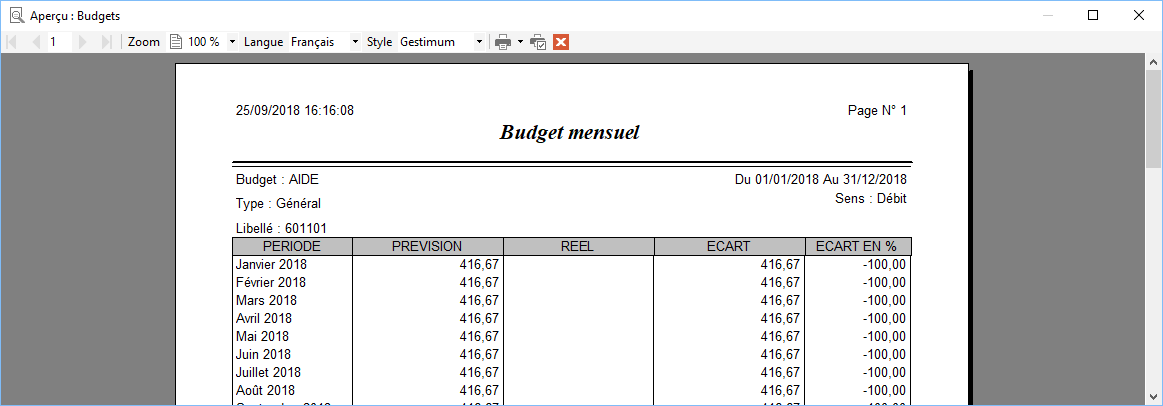 Aperçu : Budgets
1 Zoom 100 % Langue Français Style Gestimum
25/09/2018 16:16:08 Page N° 1
Budget mensuel
Budget : AIDE Du 01/01/2018 Au 31/12/2018
Type : Général Sens : Débit
Libellé : 601101
PERIODE PREVISION REEL ECART ECART EN %
Janvier 2018 416,67 416,67 -100,00
Février 2018 416,67 416,67 -100,00
Mars 2018 416,67 416,67 -100,00
Avril 2018 416,67 416,67 -100,00
Mai 2018 416,67 416,67 -100,00
Juin 2018 416,67 416,67 -100,00
Juillet 2018 416,67 416,67 -100,00
Août 2018 416,67 416,67 -100,00